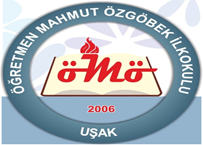 ÖĞRETMEN MAHMUT ÖZGÖBEK İLKOKULU
öMö
2006
UŞAK